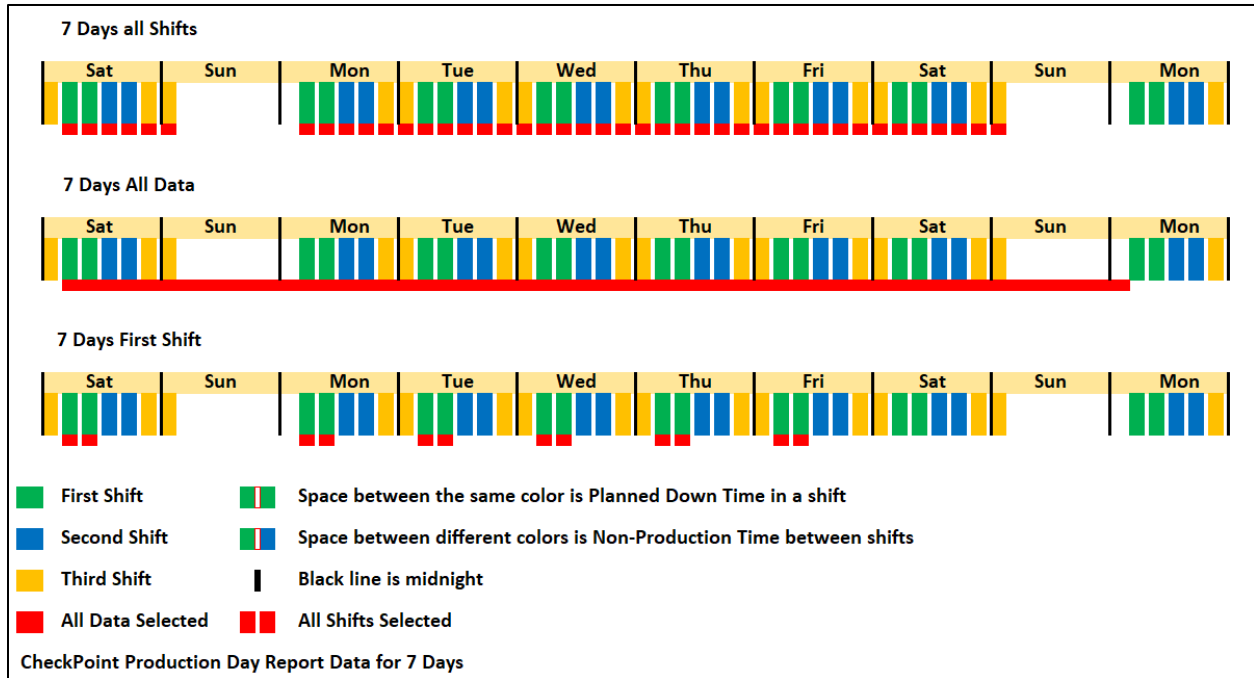 7 Days all Shifts
Sat Sun Mon Tue Wed Thu Fri Sat Sun Mon
7 Days All Data
Sat Sun Mon Tue Wed Thu Fri Sat Sun Mon
7 Days First Shift
Sat Sun Mon Tue Wed Thu Fri Sat Sun Mon
First Shift Space between the same color is Planned Down Time in a shift
Second Shift Space between different colors is Non-Production Time between shifts
Third Shift Black line is midnight
All Data Selected All Shifts Selected
CheckPoint Production Day Report Data for 7 Days